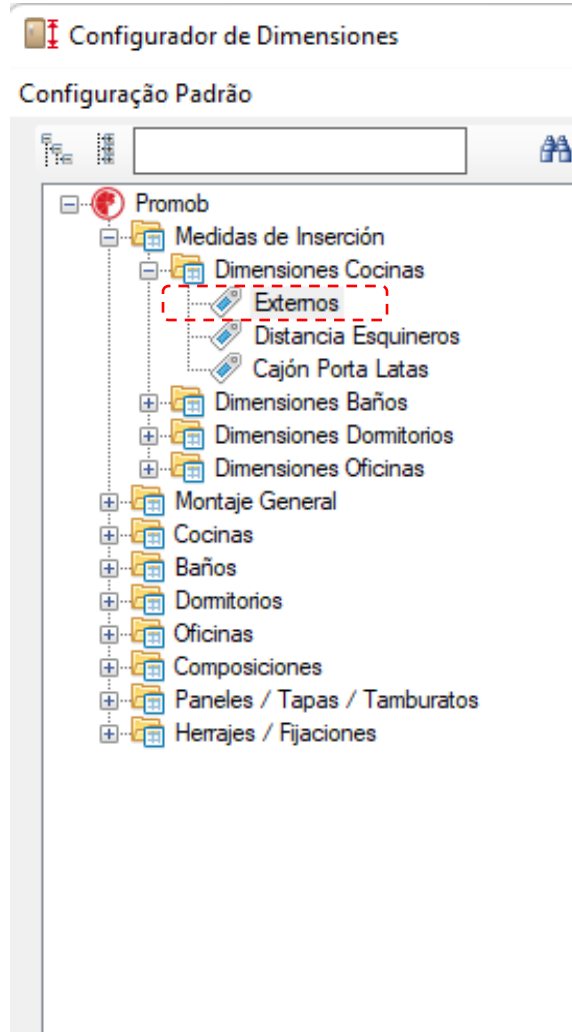 Configurador de Dimensiones
Configuração Padrão
Promob
Medidas de Inserción
Dimensiones Cocinas
Externos
Distancia Esquineros
Cajón Porta Latas
Dimensiones Baños
Dimensiones Dormitorios
Dimensiones Oficinas
Montaje General
Cocinas
Baños
Dormitorios
Oficinas
Composiciones
Paneles / Tapas / Tamburatos
Herrajes / Fijaciones